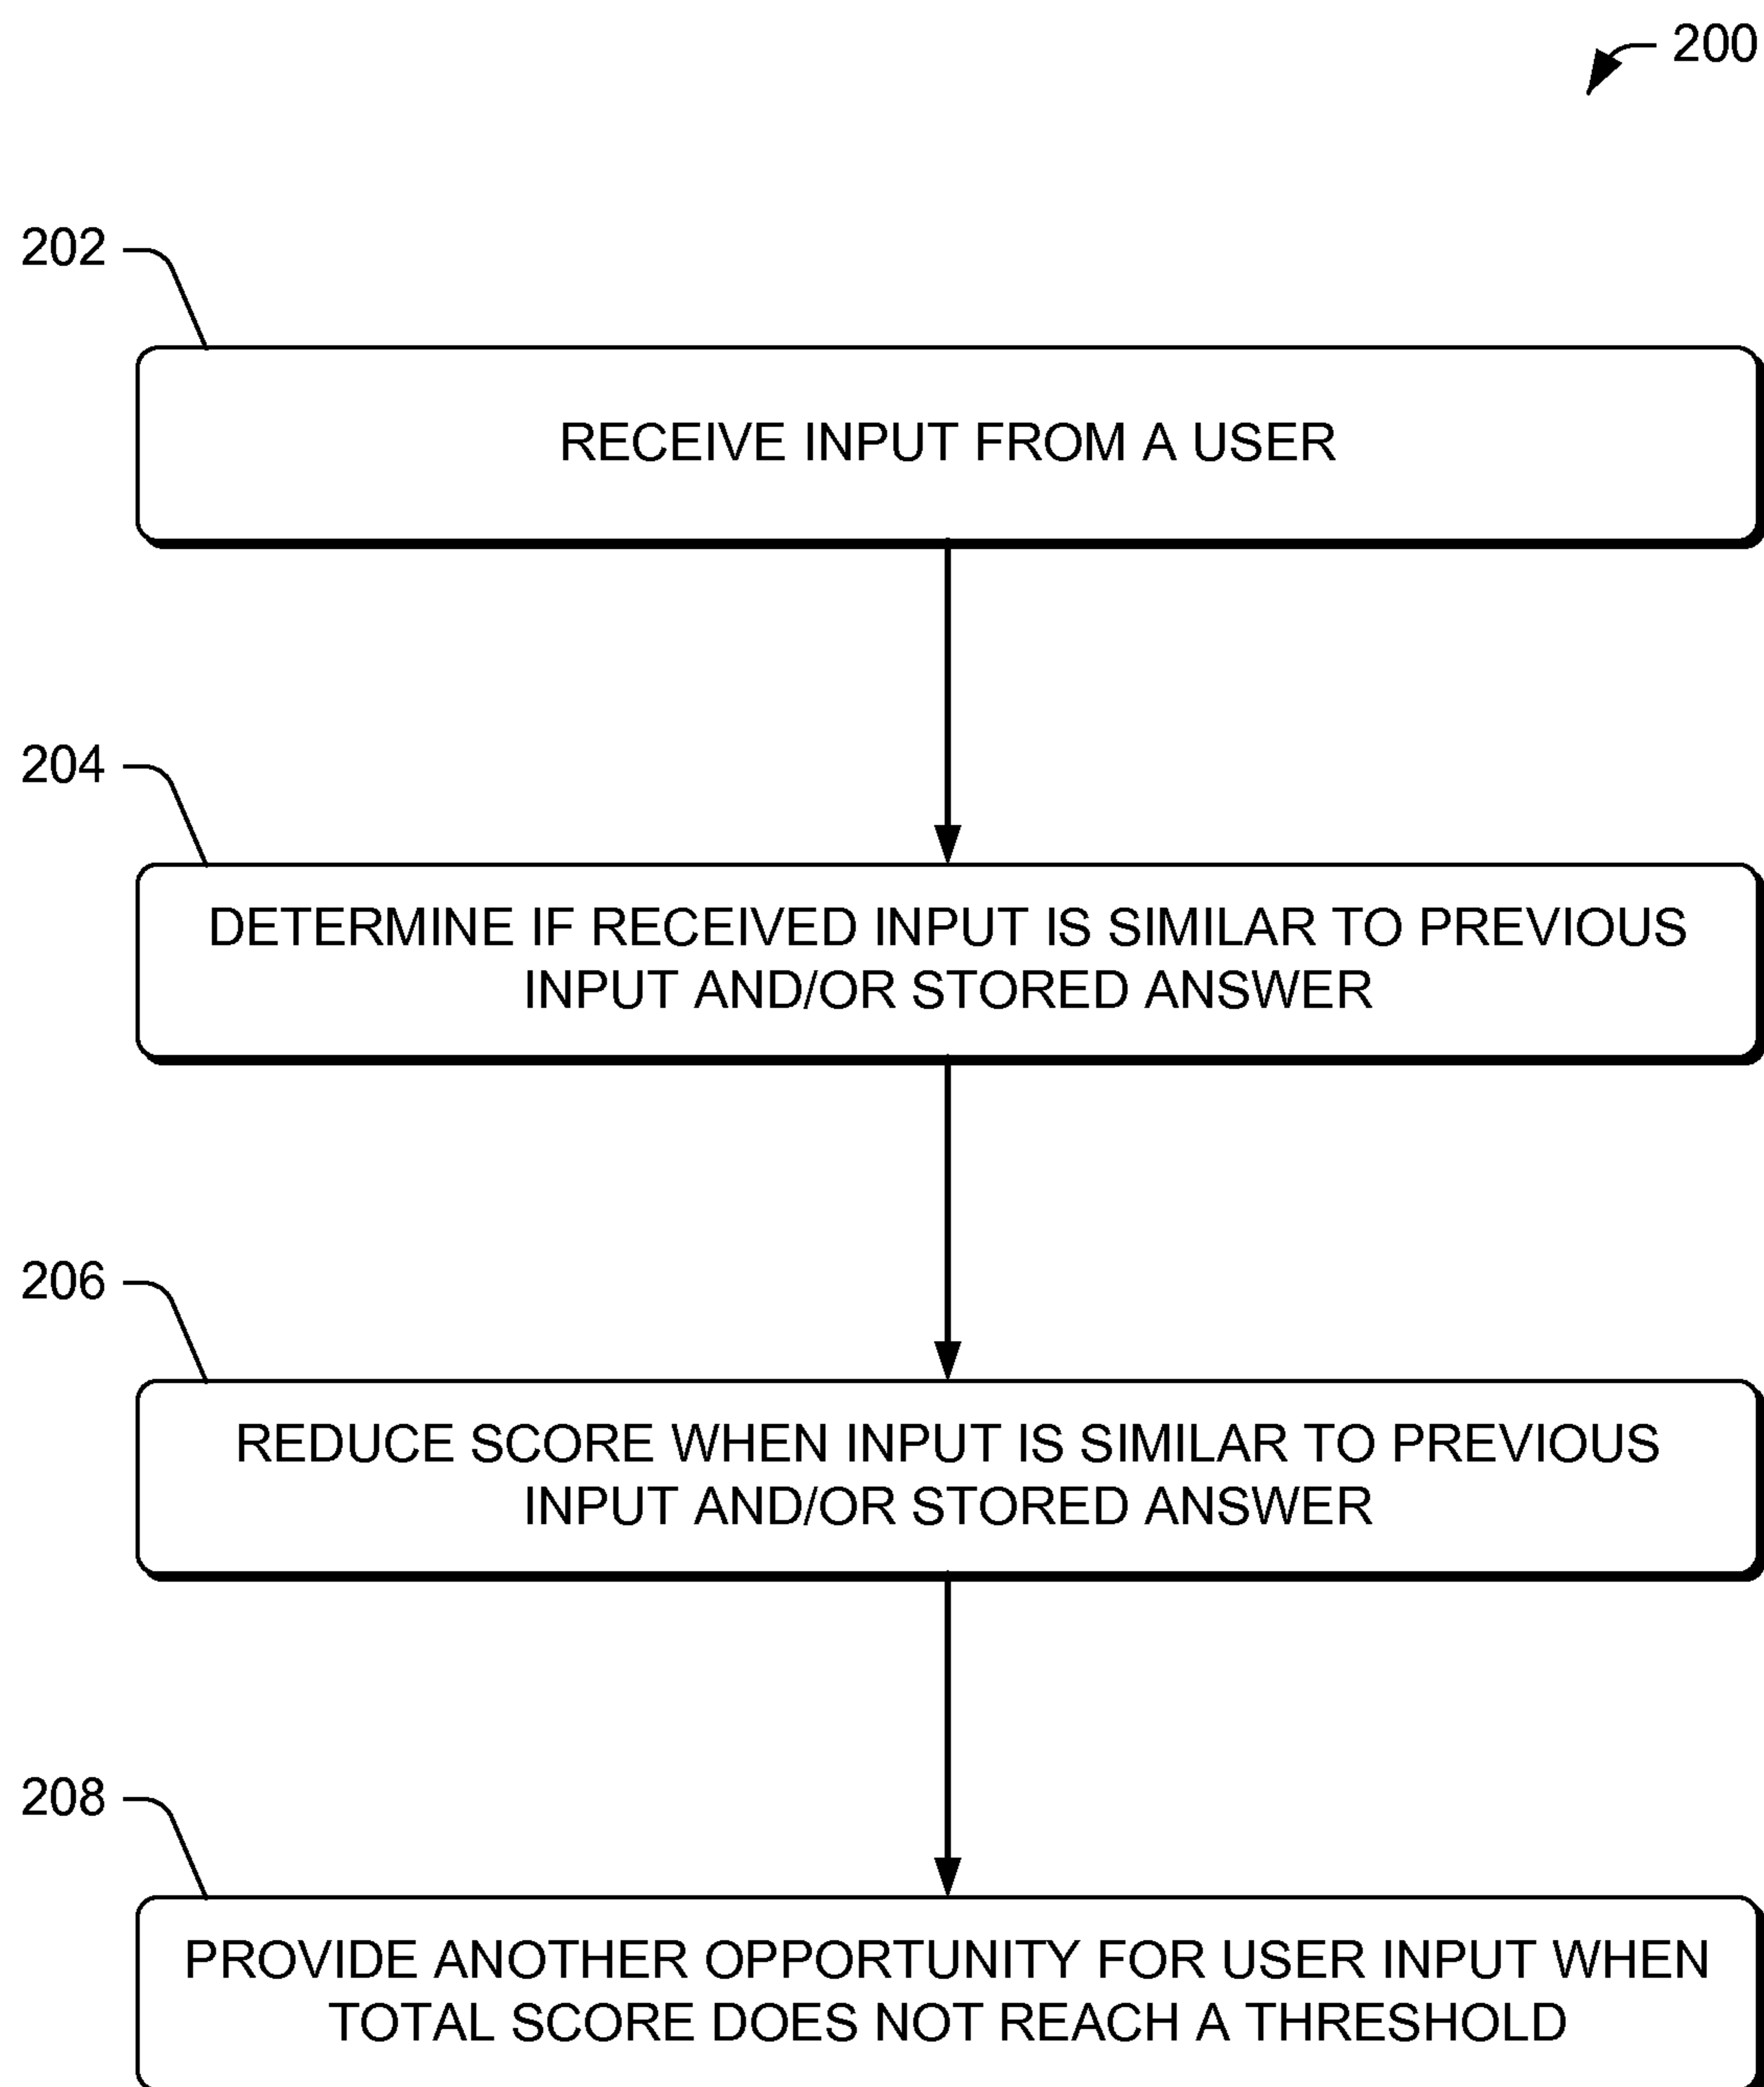 200
202
RECEIVE INPUT FROM A USER
204
DETERMINE IF RECEIVED INPUT IS SIMILAR TO PREVIOUS
INPUT AND/OR STORED ANSWER
206
REDUCE SCORE WHEN INPUT IS SIMILAR TO PREVIOUS
INPUT AND/OR STORED ANSWER
208
PROVIDE ANOTHER OPPORTUNITY FOR USER INPUT WHEN
TOTAL SCORE DOES NOT REACH A THRESHOLD